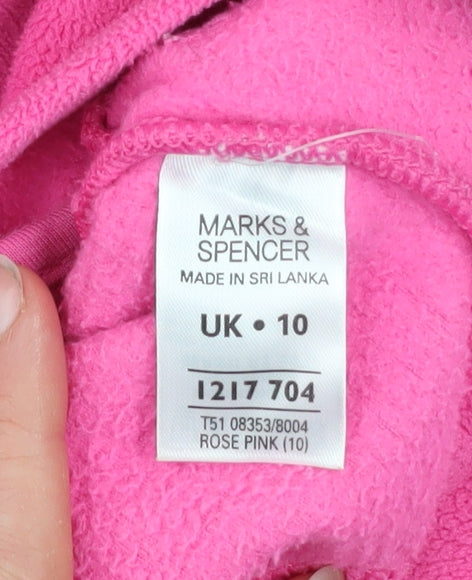 MARKS &
SPENCER
MADE IN SRI LANKA
UK • 10
1217 704
T51 08353/8004
ROSE PINK (10)